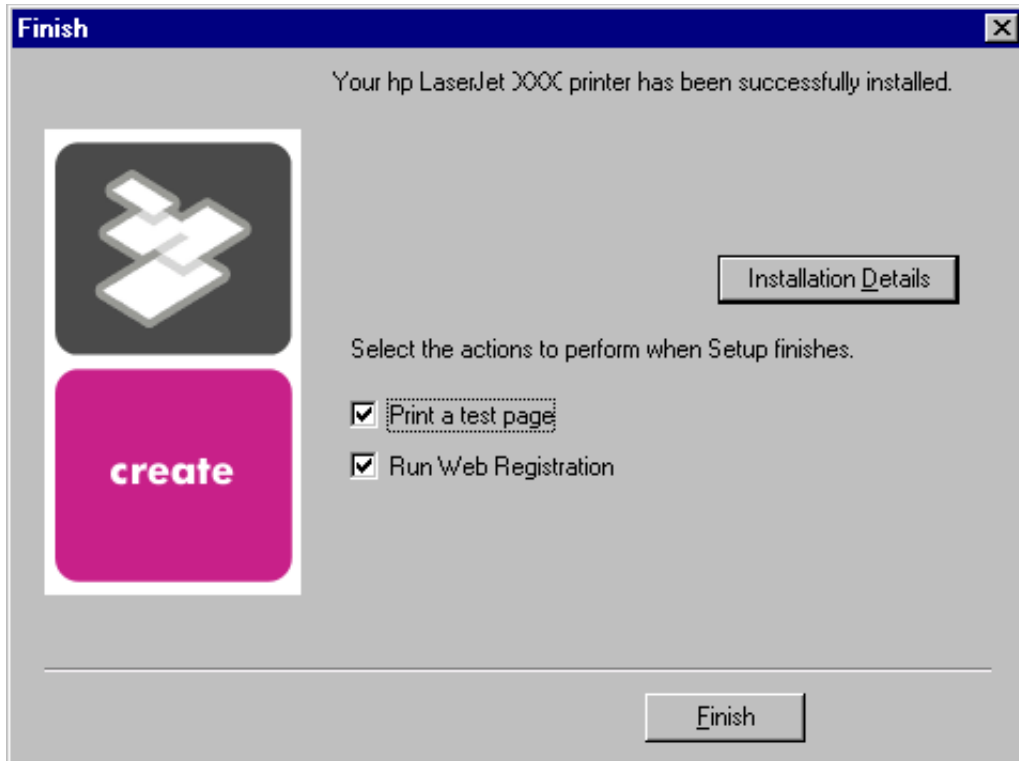 Finish
Your hp LaserJet XXXX printer has been successfully installed.
Installation Details
Select the actions to perform when Setup finishes.
Print a test page
create
Run Web Registration
Finish